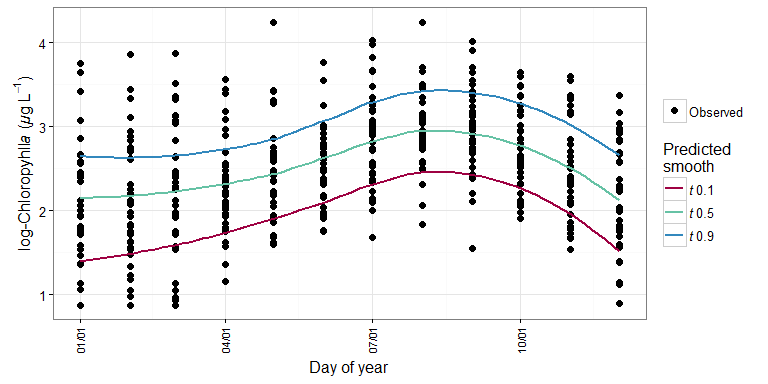 log-Chloropyhlla (µg L⁻¹)
4
3
2
1
01/01
04/01
07/01
10/01
Day of year
Observed
Predicted
smooth
t 0.1
t 0.5
t 0.9